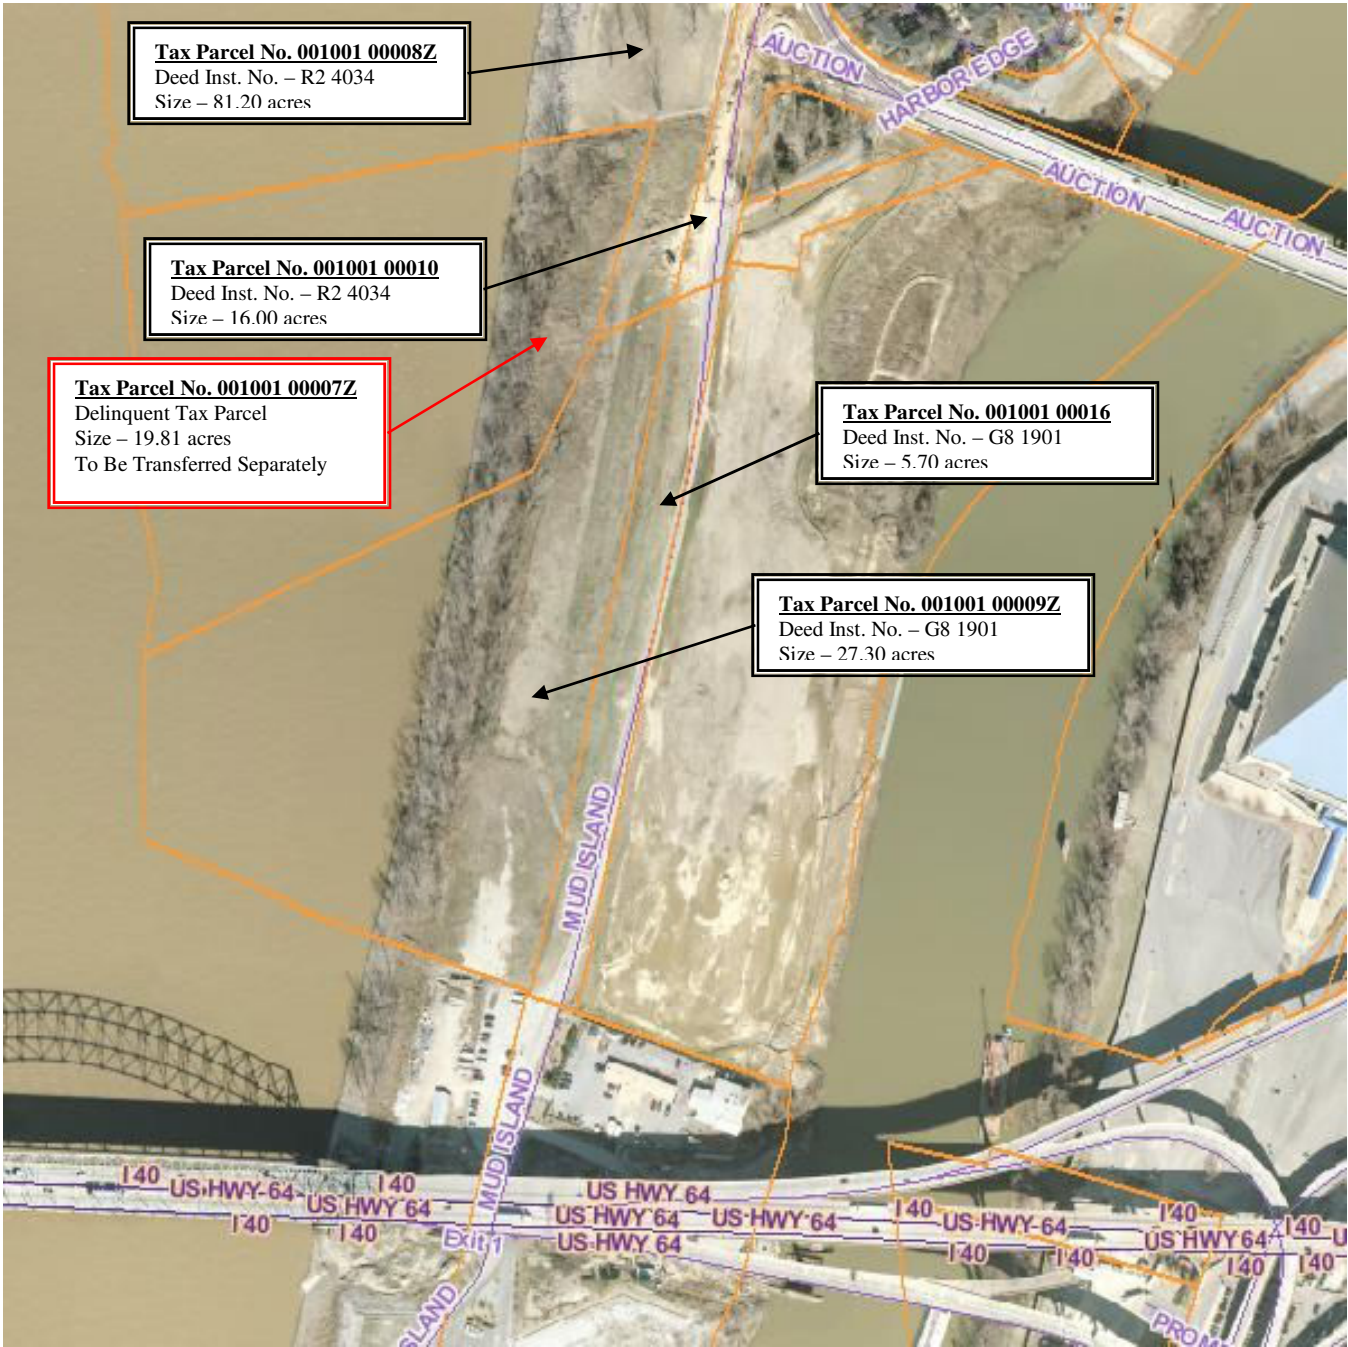 Tax Parcel No. 001001 00008Z
Deed Inst. No. – R2 4034
Size – 81.20 acres
AUCTION
HARBOR EDGE
AUCTION
AUCTION
Tax Parcel No. 001001 00010
Deed Inst. No. – R2 4034
Size – 16.00 acres
Tax Parcel No. 001001 00007Z
Delinquent Tax Parcel
Size – 19.81 acres
To Be Transferred Separately
Tax Parcel No. 001001 00016
Deed Inst. No. – G8 1901
Size – 5.70 acres
Tax Parcel No. 001001 00009Z
Deed Inst. No. – G8 1901
Size – 27.30 acres
MUD ISLAND
MUD ISLAND
I 40
US HWY 64
I 40
US HWY 64
I 40
I 40
Exit 1
US HWY 64
US HWY 64
US HWY 64
US HWY 64
I 40
US HWY 64
I 40
I 40
I 40
US HWY 64
I 40
I 40
I 40
U
SLAND
PROM